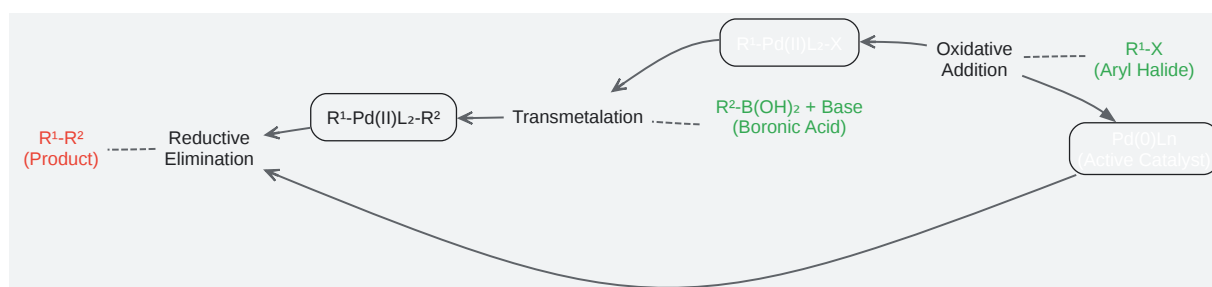 R¹-Pd(II)L₂-X
Oxidative
Addition
R¹-X
(Aryl Halide)
R¹-Pd(II)L₂-R²
Transmetalation
R²-B(OH)₂ + Base
(Boronic Acid)
R¹-R²
(Product)
Reductive
Elimination
Pd(0)Ln
(Active Catalyst)